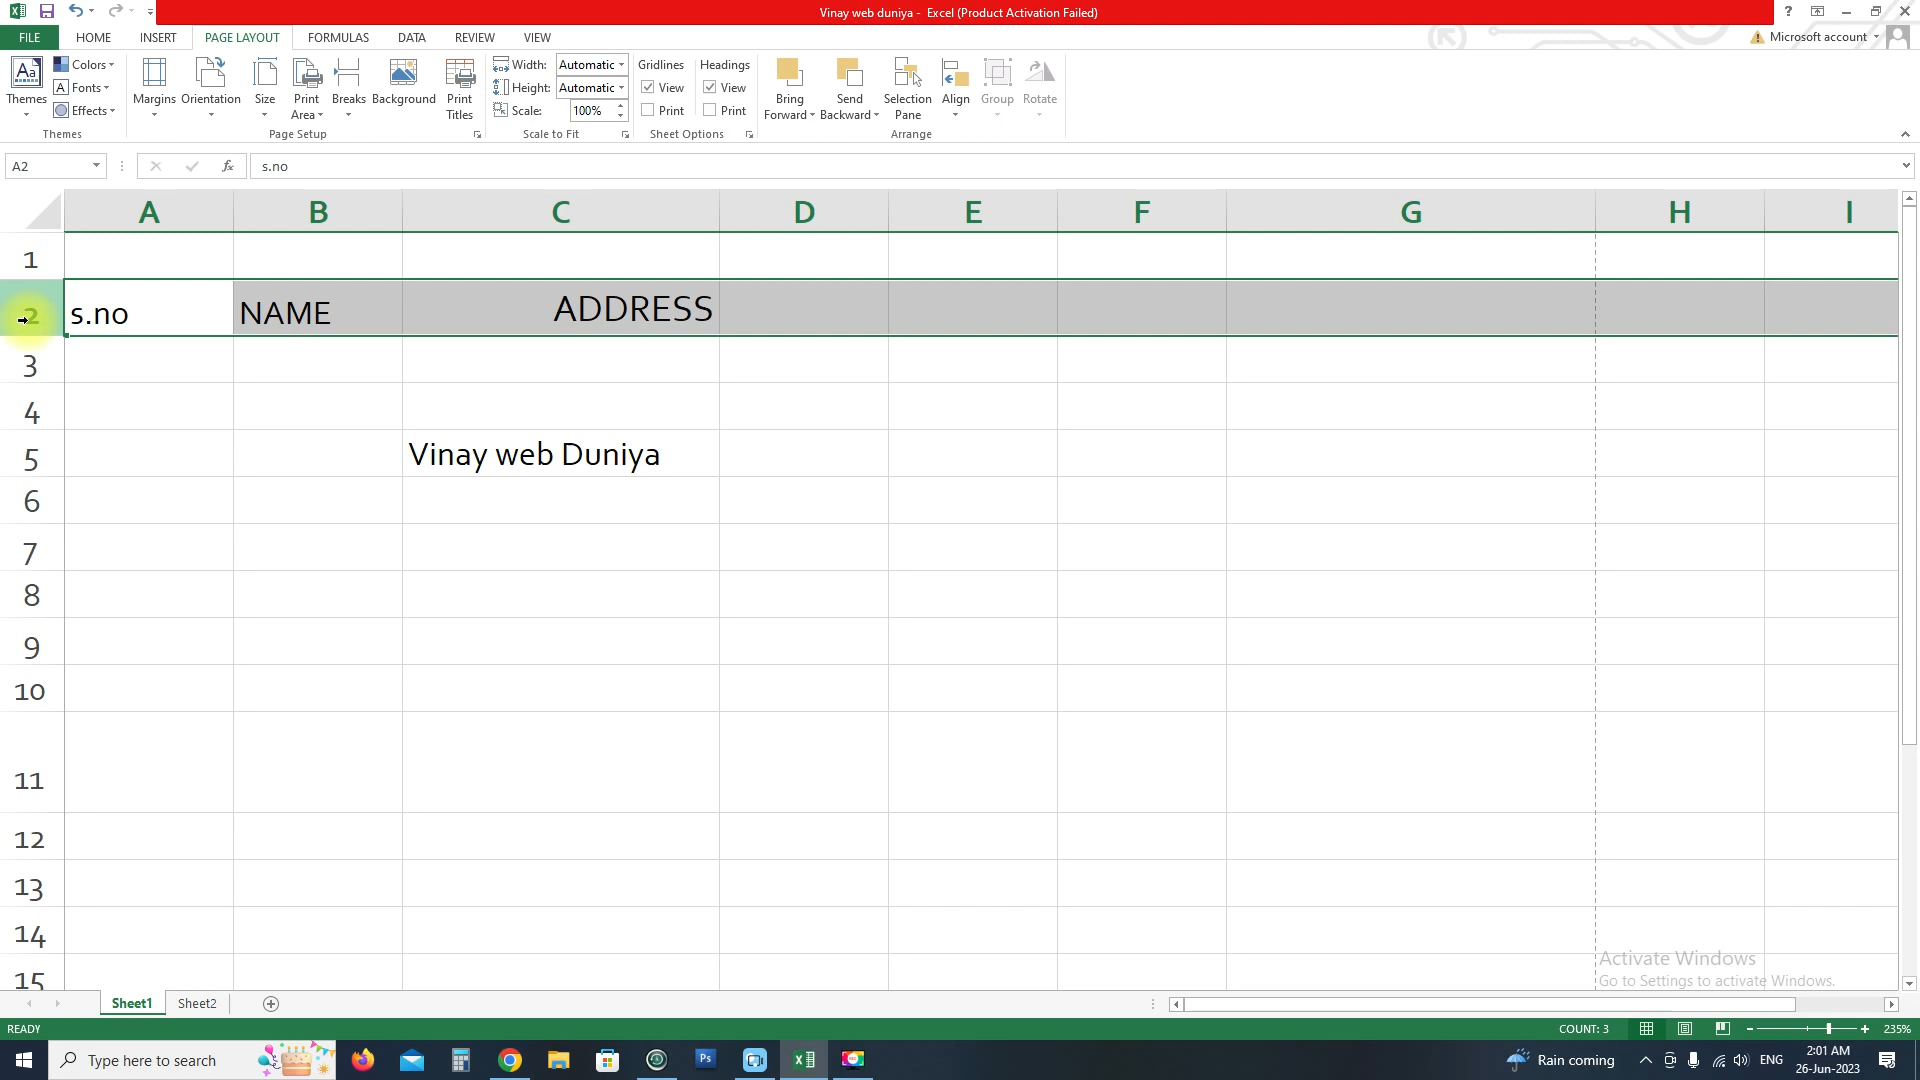 Vinay web duniya - Excel (Product Activation Failed)
?
FILE HOME INSERT PAGE LAYOUT FORMULAS DATA REVIEW VIEW
Microsoft account
Themes
Colors
Fonts
Effects
Themes
Margins
Orientation
Size
Print Area
Breaks
Background
Print Titles
Page Setup
Width: Automatic
Height: Automatic
Scale: 100%
Scale to Fit
Gridlines
View
Print
Headings
View
Print
Sheet Options
Bring Forward
Send Backward
Selection Pane
Align
Group
Rotate
Arrange
A2
fx
s.no
A B C D E F G H I
1
2 s.no NAME ADDRESS
3
4
5 Vinay web Duniya
6
7
8
9
10
11
12
13
14
15
Activate Windows
Go to Settings to activate Windows.
Sheet1 Sheet2
READY
COUNT: 3
235%
Type here to search
Ps
Rain coming
ENG
2:01 AM
26-Jun-2023